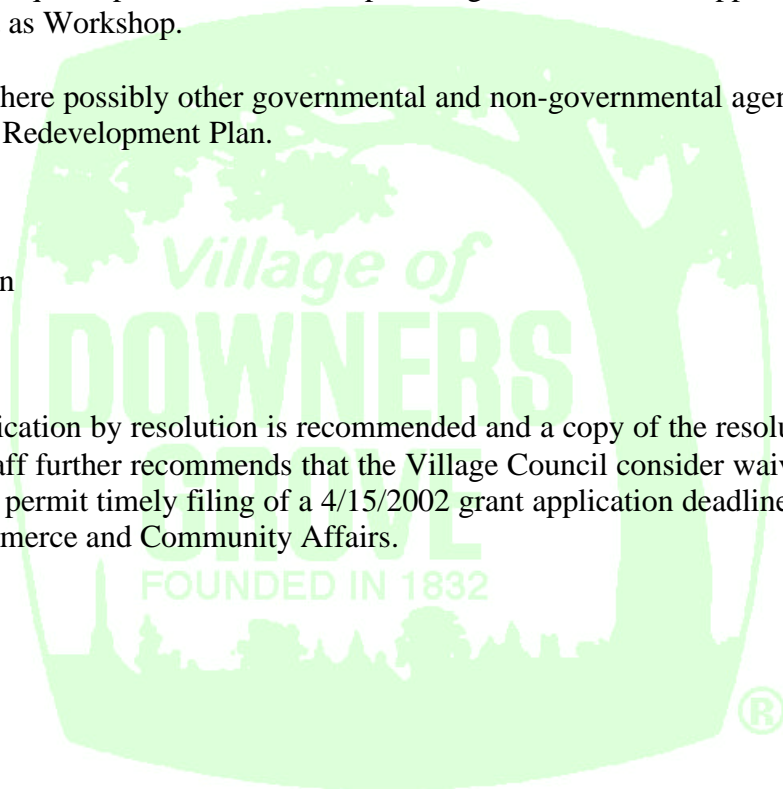 as Workshop.
here possibly other governmental and non-governmental agen
Redevelopment Plan.
Village of
n
DOWNERS
ication by resolution is recommended and a copy of the resolu
aff further recommends that the Village Council consider waiv
permit timely filing of a 4/15/2002 grant application deadline
GROVE
merce and Community Affairs.
FOUNDED IN 1832
®